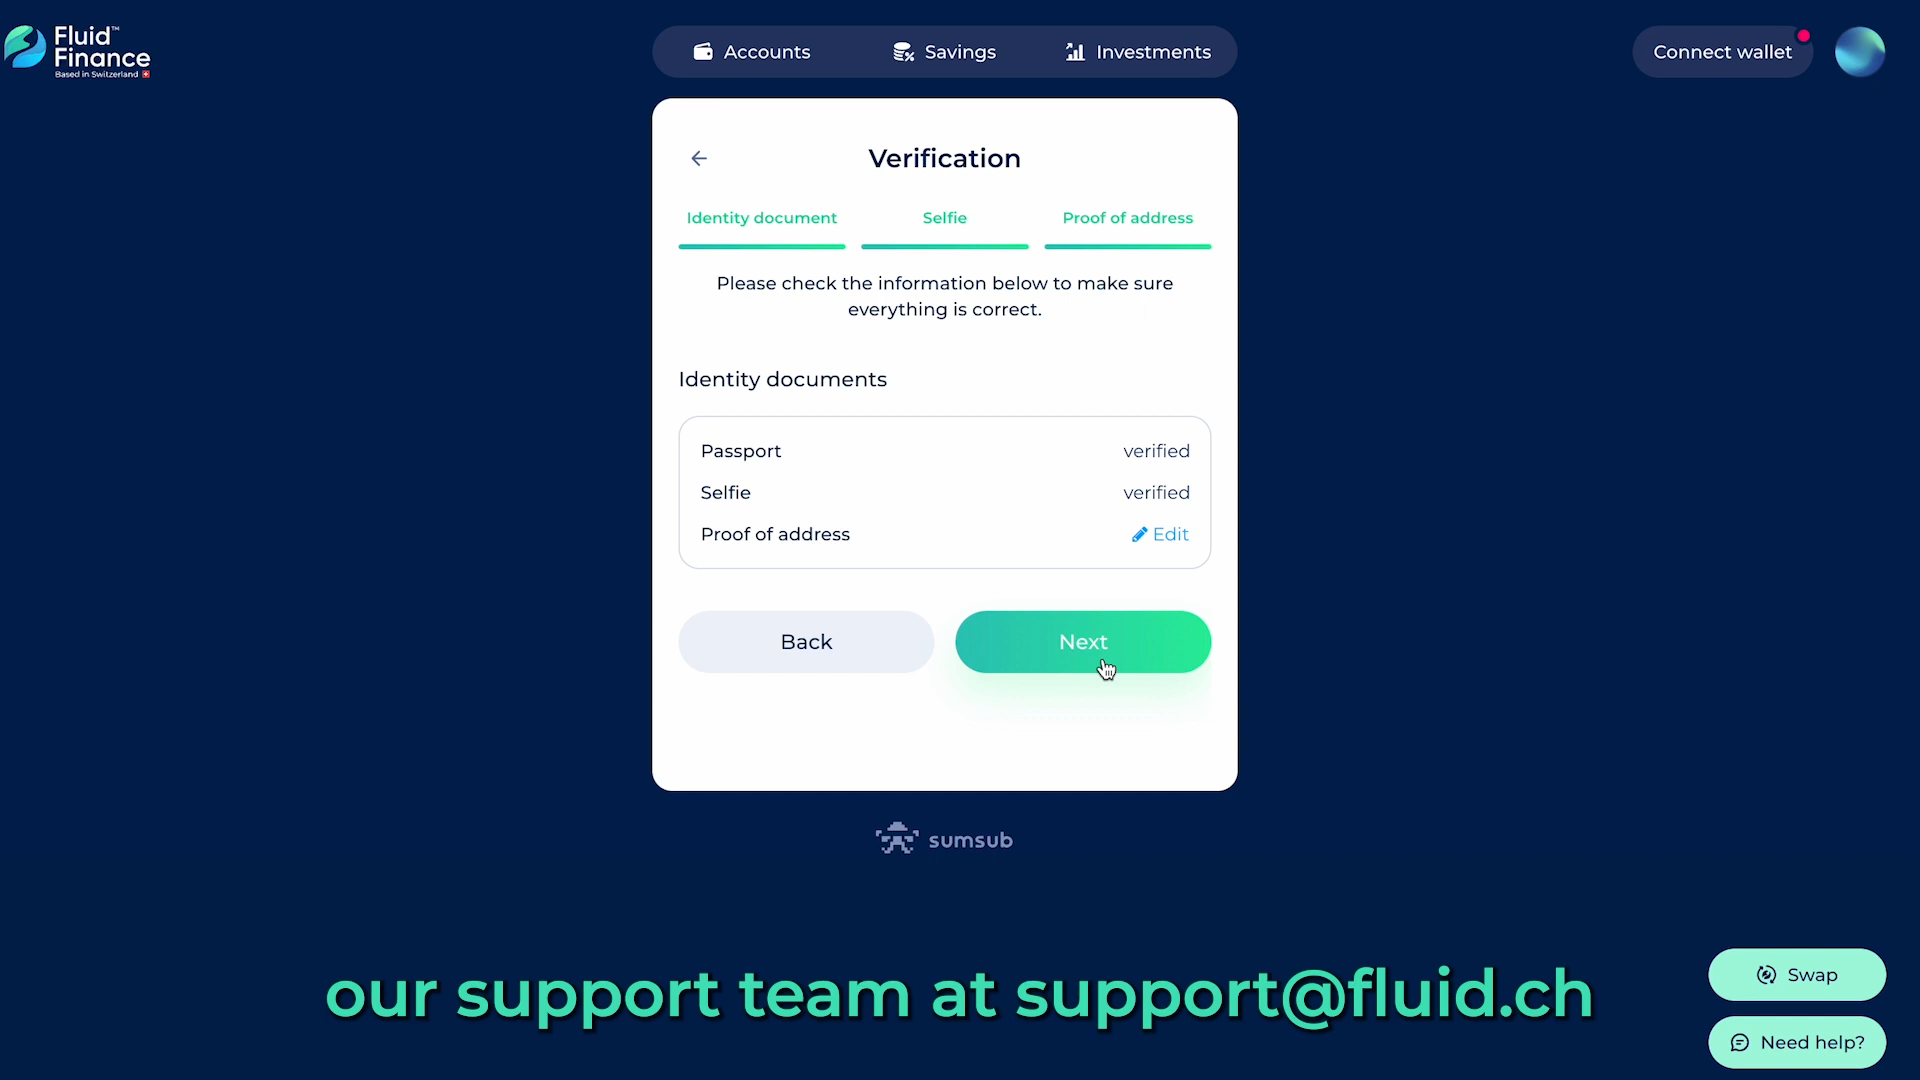 Fluid™
Finance
Based in Switzerland
Accounts
Savings
Investments
Connect wallet
Verification
Identity document
Selfie
Proof of address
Please check the information below to make sure
everything is correct.
Identity documents
Passport verified
Selfie verified
Proof of address Edit
Back
Next
sumsub
our support team at support@fluid.ch
Swap
Need help?